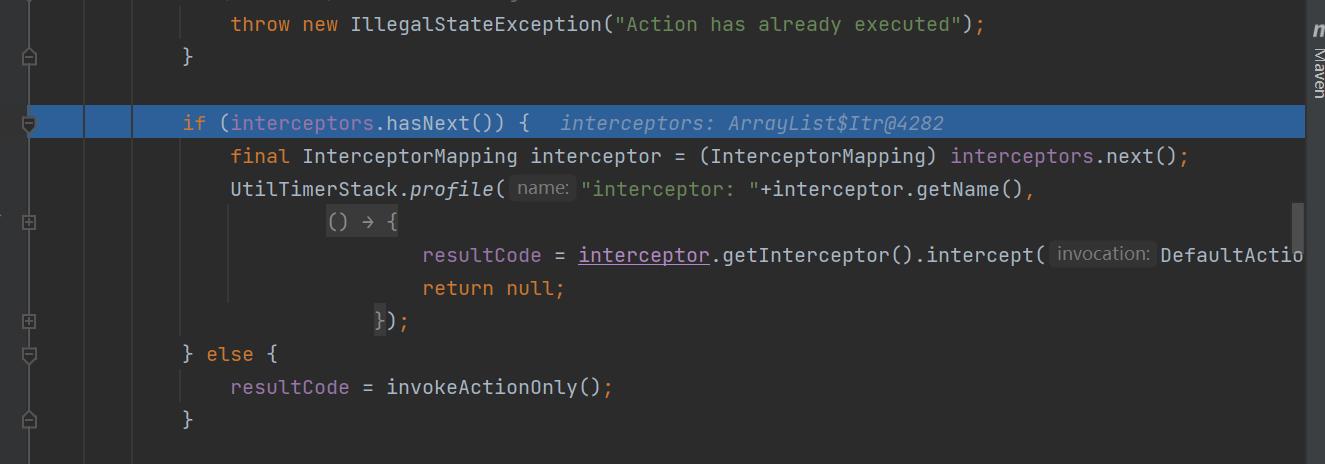 throw new IllegalStateException("Action has already executed");
}
if (interceptors.hasNext()) { interceptors: ArrayList$Itr@4282
final InterceptorMapping interceptor = (InterceptorMapping) interceptors.next();
UtilTimerStack.profile( name: "interceptor: "+interceptor.getName(),
() → {
resultCode = interceptor.getInterceptor().intercept( invocation: DefaultActio
return null;
});
} else {
resultCode = invokeActionOnly();
}
m
Maven